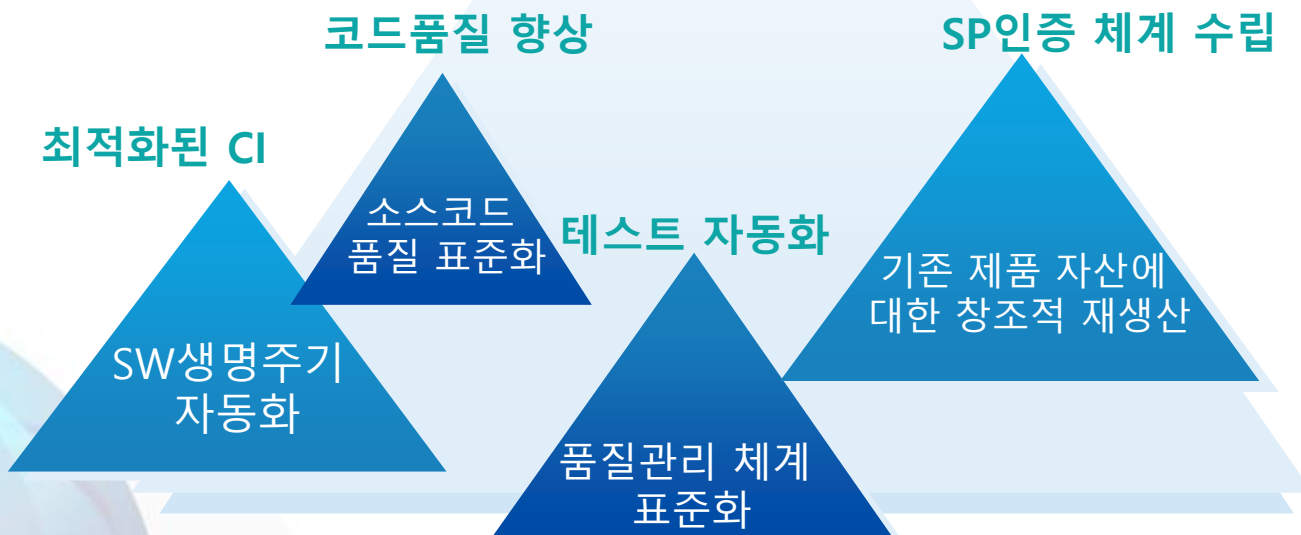 코드품질 향상
SP인증 체계 수립
최적화된 CI
소스코드
품질 표준화
테스트 자동화
기존 제품 자산에
대한 창조적 재생산
SW생명주기
자동화
품질관리 체계
표준화